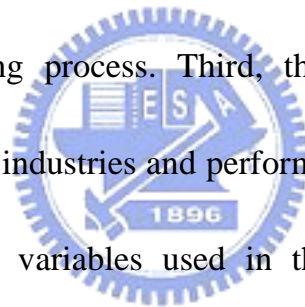 ng process. Third, th
E S
industries and perform
1896
variables used in th